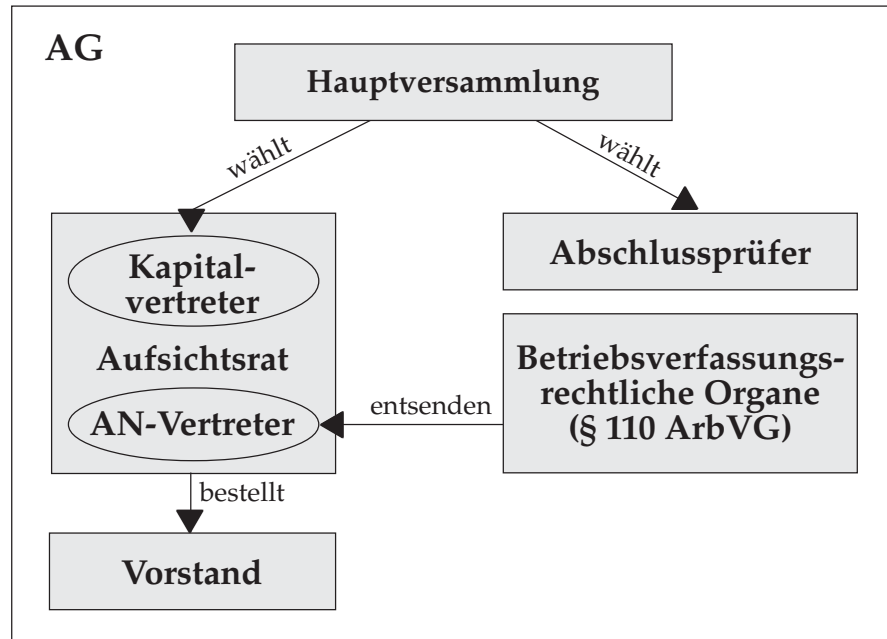 AG
Hauptversammlung
wählt
wählt
Kapital-
vertreter
Aufsichtsrat
AN-Vertreter
Abschlussprüfer
Betriebsverfassungs-
rechtliche Organe
(§ 110 ArbVG)
entsenden
bestellt
Vorstand